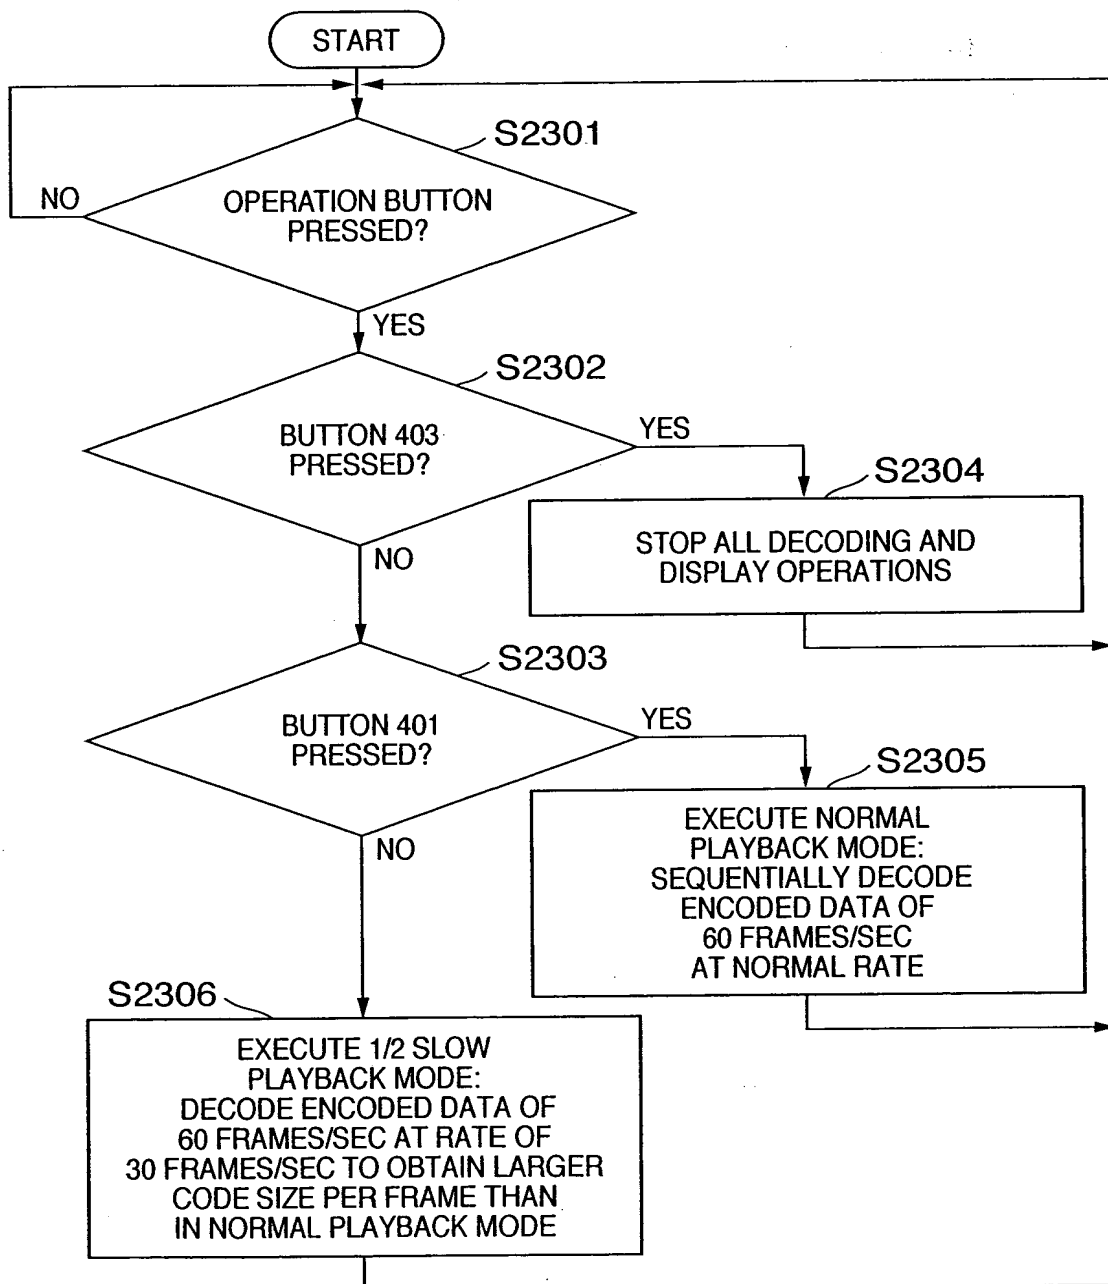 START
S2301
OPERATION BUTTON
PRESSED?
NO
YES
S2302
BUTTON 403
PRESSED?
YES
NO
S2304
STOP ALL DECODING AND
DISPLAY OPERATIONS
S2303
BUTTON 401
PRESSED?
YES
NO
S2305
EXECUTE NORMAL
PLAYBACK MODE:
SEQUENTIALLY DECODE
ENCODED DATA OF
60 FRAMES/SEC
AT NORMAL RATE
S2306
EXECUTE 1/2 SLOW
PLAYBACK MODE:
DECODE ENCODED DATA OF
60 FRAMES/SEC AT RATE OF
30 FRAMES/SEC TO OBTAIN LARGER
CODE SIZE PER FRAME THAN
IN NORMAL PLAYBACK MODE